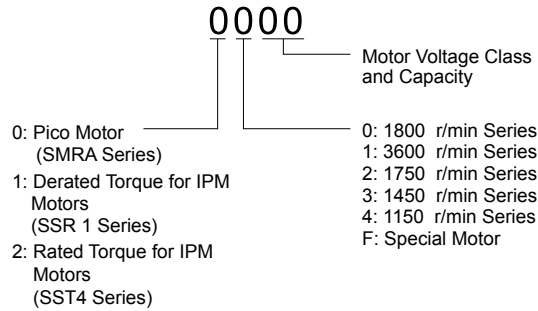 0000
Motor Voltage Class
and Capacity
0: Pico Motor
(SMRA Series)
1: Derated Torque for IPM
Motors
(SSR 1 Series)
2: Rated Torque for IPM
Motors
(SST4 Series)
0: 1800 r/min Series
1: 3600 r/min Series
2: 1750 r/min Series
3: 1450 r/min Series
4: 1150 r/min Series
F: Special Motor